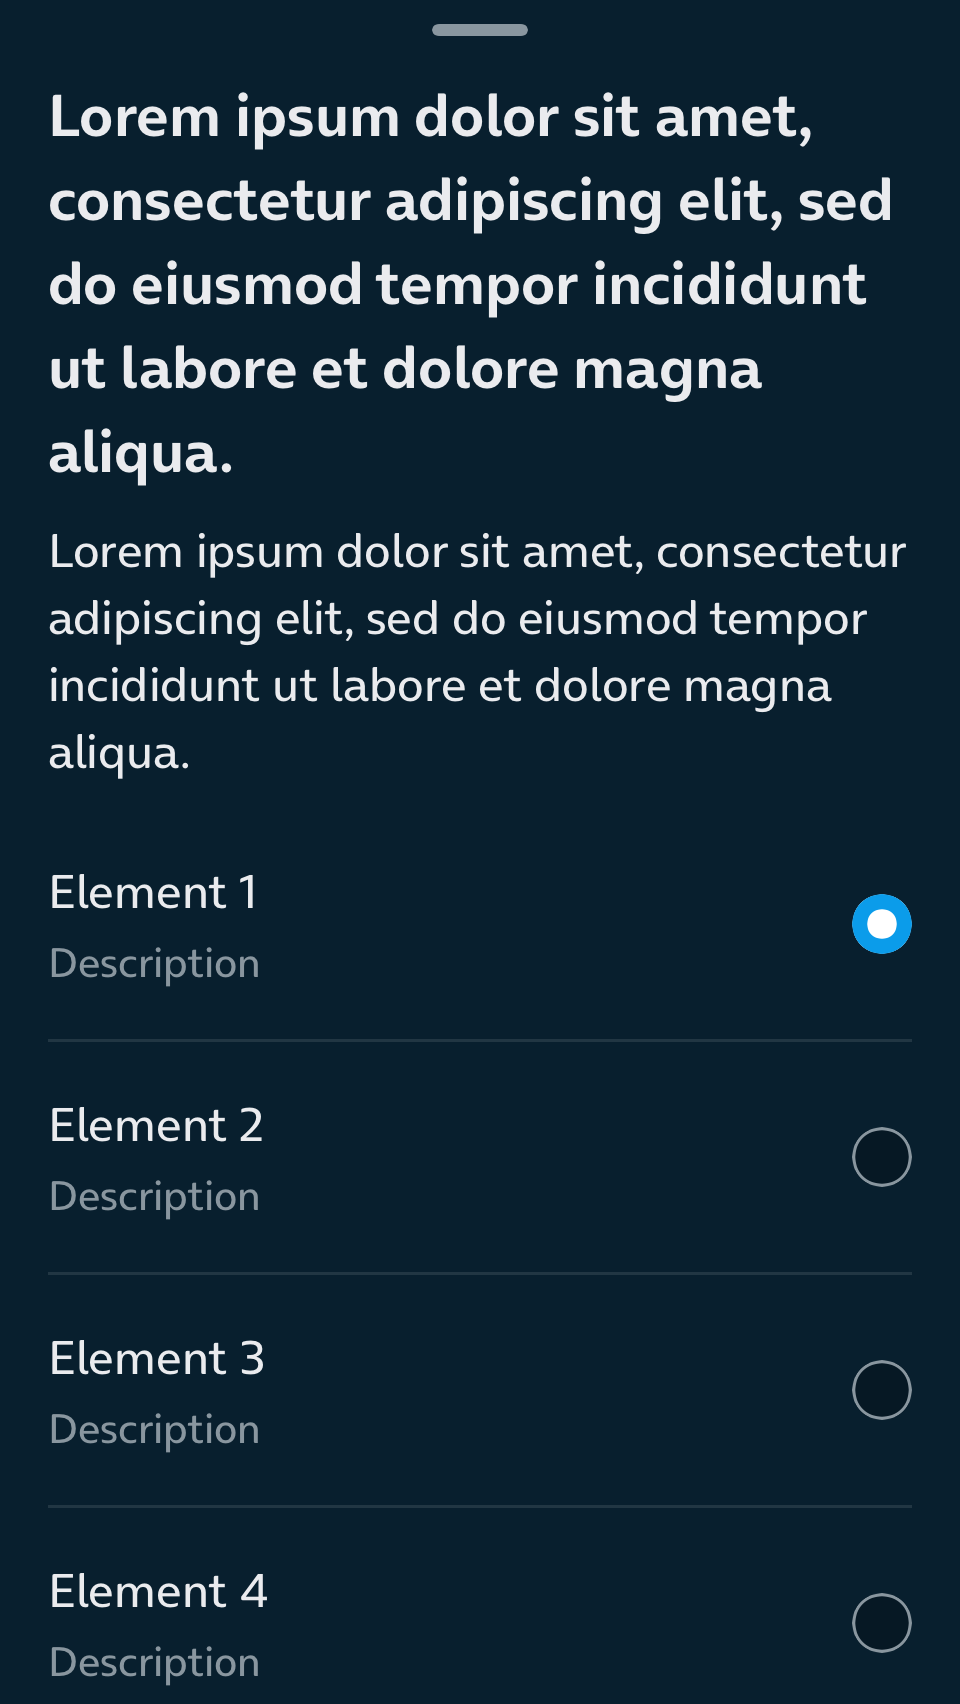 Lorem ipsum dolor sit amet,
consectetur adipiscing elit, sed
do eiusmod tempor incididunt
ut labore et dolore magna
aliqua.
Lorem ipsum dolor sit amet, consectetur
adipiscing elit, sed do eiusmod tempor
incididunt ut labore et dolore magna
aliqua.
Element 1
Description
Element 2
Description
Element 3
Description
Element 4
Description